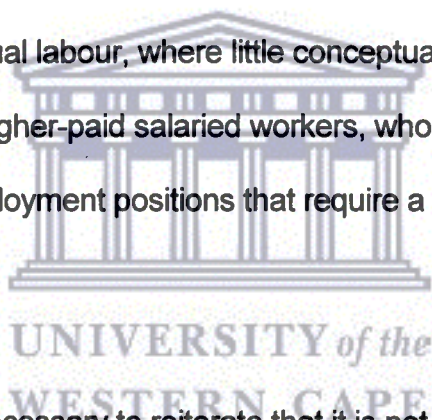 ual labour, where little conceptua
gher-paid salaried workers, who
loyment positions that require a
UNIVERSITY of the
WESTERN CAPE
cessary to reiterate that it is not